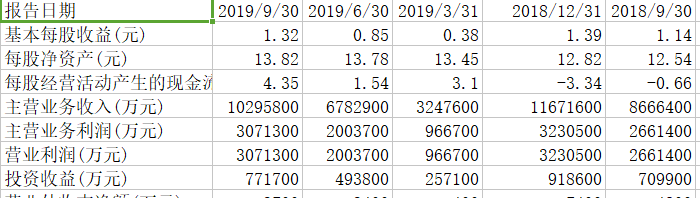 报告日期 2019/9/30 2019/6/30 2019/3/31 2018/12/31 2018/9/30
基本每股收益(元) 1.32 0.85 0.38 1.39 1.14
每股净资产(元) 13.82 13.78 13.45 12.82 12.54
每股经营活动产生的现金流 4.35 1.54 3.1 -3.34 -0.66
主营业务收入(万元) 10295800 6782900 3247600 11671600 8666400
主营业务利润(万元) 3071300 2003700 966700 3230500 2661400
营业利润(万元) 3071300 2003700 966700 3230500 2661400
投资收益(万元) 771700 493800 257100 918600 709900